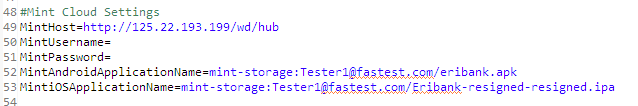 48 #Mint Cloud Settings
49 MintHost=http://125.22.193.199/wd/hub
50 MintUsername=
51 MintPassword=
52 MintAndroidApplicationName=mint-storage:Tester1@fastest.com/eribank.apk
53 MintiOSApplicationName=mint-storage:Tester1@fastest.com/Eribank-resigned-resigned.ipa
54